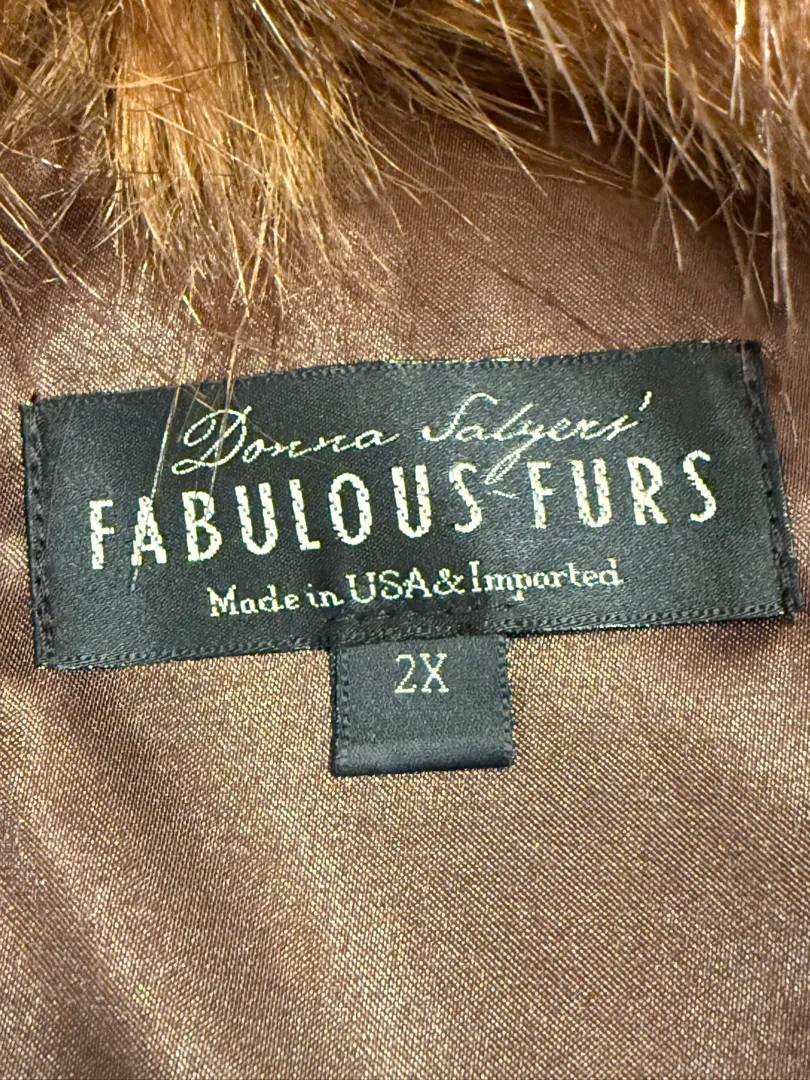 Donna Salyers'
FABULOUS-FURS
Made in USA & Imported
2X